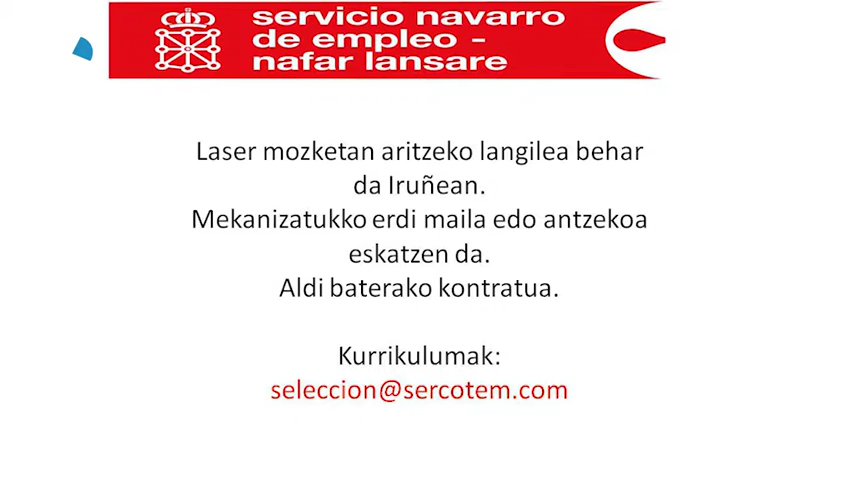 servicio navarro
de empleo -
nafar lansare
Laser mozketan aritzeko langilea behar
da Iruñean.
Mekanizatukko erdi maila edo antzekoa
eskatzen da.
Aldi baterako kontratua.
Kurrikulumak:
seleccion@sercotem.com